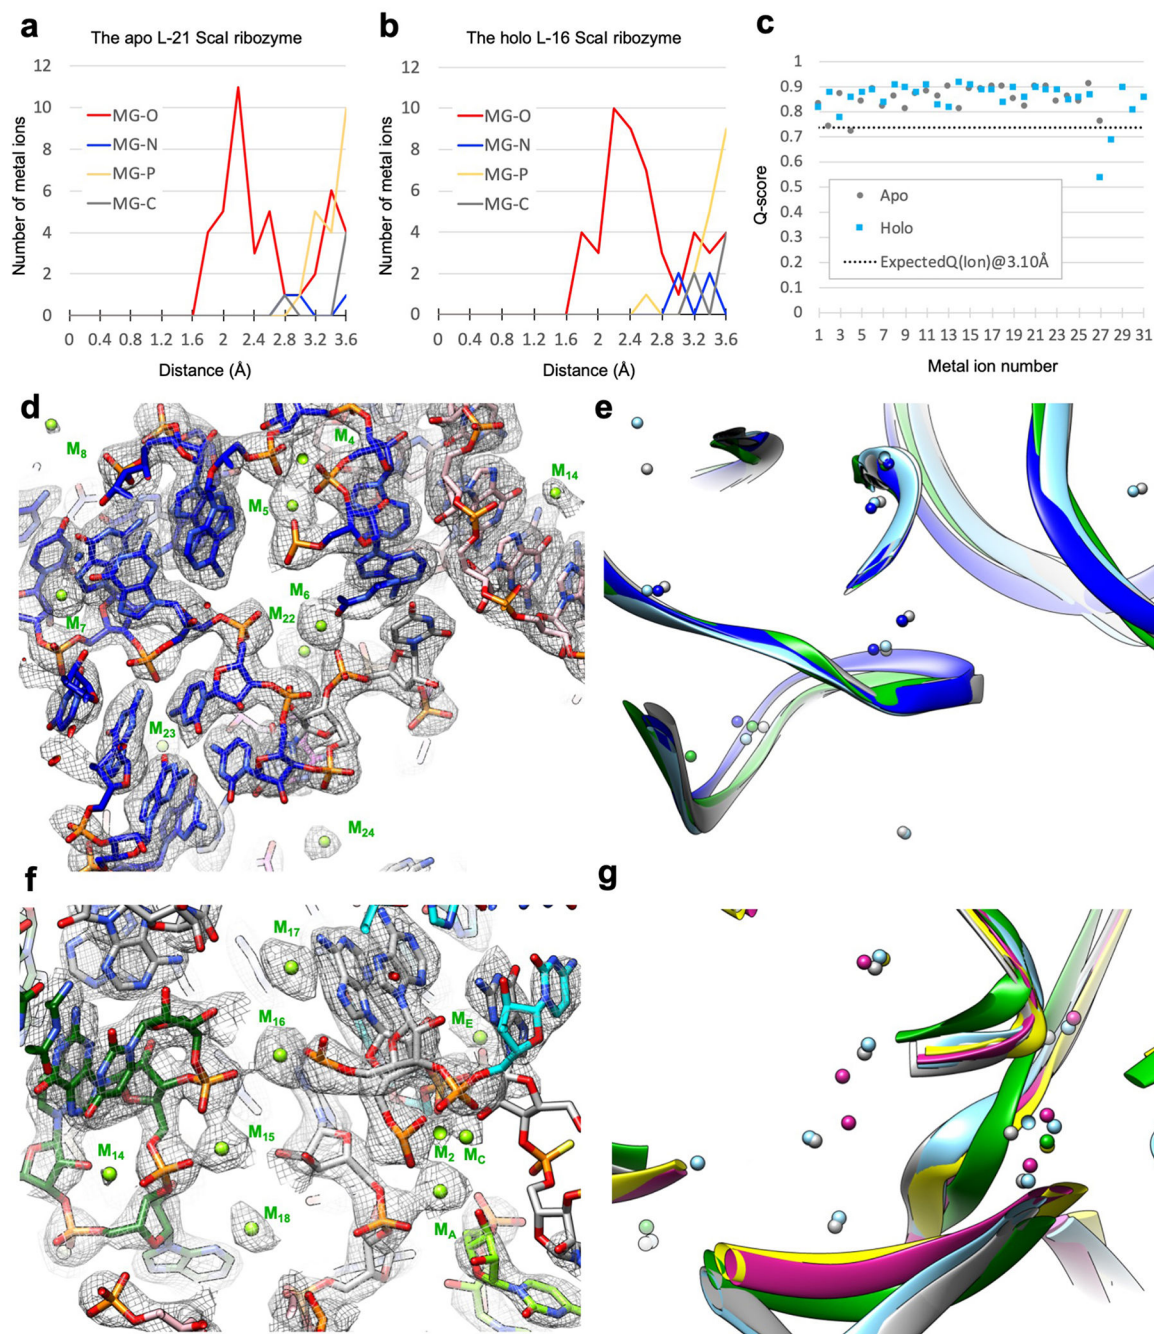 a
The apo L-21 ScaI ribozyme
Number of metal ions
12
10
8
6
4
2
0
MG-O
MG-N
MG-P
MG-C
0 0.4 0.8 1.2 1.6 2 2.4 2.8 3.2 3.6
Distance (Å)
b
The holo L-16 ScaI ribozyme
Number of metal ions
12
10
8
6
4
2
0
MG-O
MG-N
MG-P
MG-C
0 0.4 0.8 1.2 1.6 2 2.4 2.8 3.2 3.6
Distance (Å)
c
Q-score
1
0.9
0.8
0.7
0.6
0.5
0.4
0.3
0.2
0.1
0
Apo
Holo
ExpectedQ(Ion)@3.10Å
1 3 5 7 9 11 13 15 17 19 21 23 25 27 29 31
Metal ion number
d
M8
M4
M14
M5
M6
M7
M22
M23
M24
e
f
M17
M16
ME
M15
M14
M2
MC
M18
MA
g